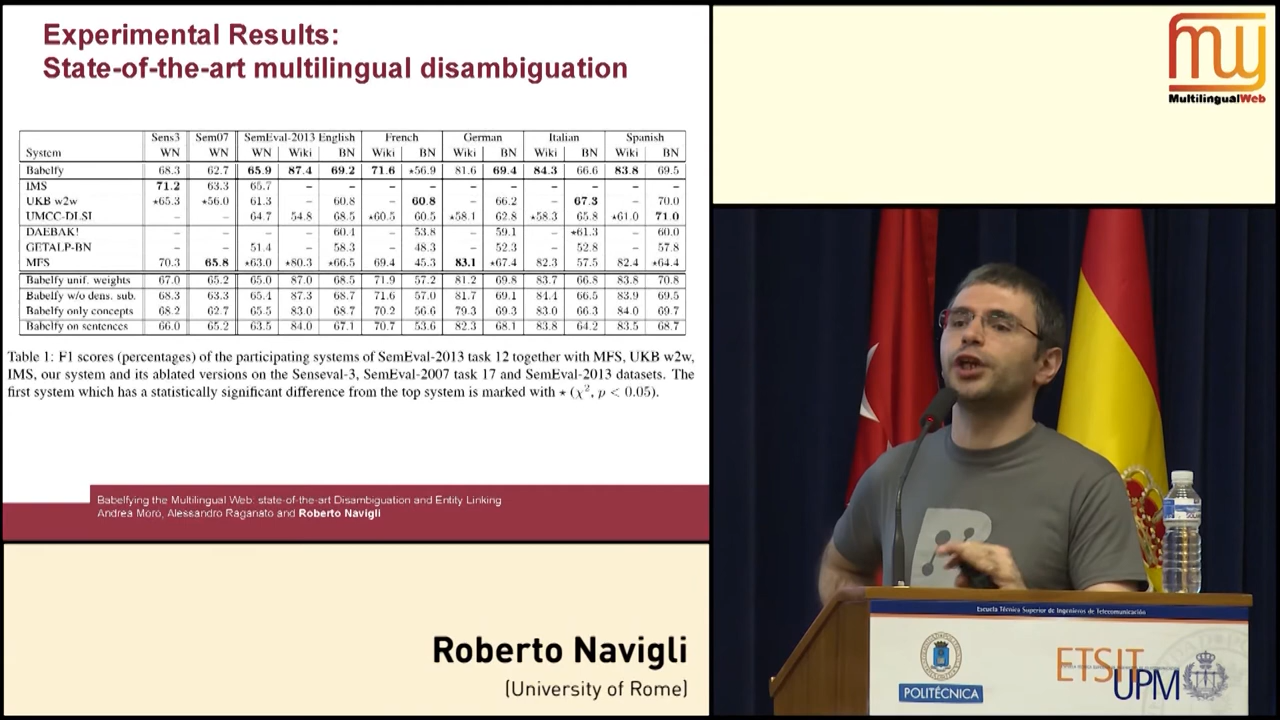 Experimental Results:
State-of-the-art multilingual disambiguation
Sens3 Sem07 SemEval-2013 English French German Italian Spanish
System WN WN WN Wiki BN Wiki BN Wiki BN Wiki BN Wiki BN
Babelfy 68.3 62.7 65.9 87.4 69.2 71.6 ⋆56.9 81.6 69.4 84.3 66.6 83.8 69.5
IMS 71.2 63.3 65.7 – – – – – – – – – –
UKB w2w ⋆65.3 ⋆56.0 61.3 – 60.8 – 60.8 – 66.2 – 67.3 – 70.0
UMCC-DLSI – – 64.7 54.8 68.5 ⋆60.5 60.5 ⋆58.1 62.8 ⋆58.3 65.8 ⋆61.0 71.0
DAEBAK! – – – – 60.4 – 53.8 – 59.1 – ⋆61.3 – 60.0
GETALP-BN – – 51.4 – 58.3 – 48.3 – 52.3 – 52.8 – 57.8
MFS 70.3 65.8 ⋆63.0 ⋆80.3 ⋆66.5 69.4 45.3 83.1 ⋆67.4 82.3 57.5 82.4 ⋆64.4
Babelfy unif. weights 67.0 65.2 65.0 87.0 68.5 71.9 57.2 81.2 69.8 83.7 66.8 83.8 70.8
Babelfy w/o dens. sub. 68.3 63.3 65.4 87.3 68.7 71.6 57.0 81.7 69.1 84.4 66.5 83.9 69.5
Babelfy only concepts 68.2 62.7 65.5 83.0 68.7 70.2 56.6 79.3 69.3 83.0 66.3 84.0 69.7
Babelfy on sentences 66.0 65.2 63.5 84.0 67.1 70.7 53.6 82.3 68.1 83.8 64.2 83.5 68.7
Table 1: F1 scores (percentages) of the participating systems of SemEval-2013 task 12 together with MFS, UKB w2w,
IMS, our system and its ablated versions on the Senseval-3, SemEval-2007 task 17 and SemEval-2013 datasets. The
first system which has a statistically significant difference from the top system is marked with ⋆ (χ², p < 0.05).
Babelfying the Multilingual Web: state-of-the-art Disambiguation and Entity Linking
Andrea Moro, Alessandro Raganato and Roberto Navigli
Roberto Navigli
(University of Rome)
MultilingualWeb
Escuela Técnica Superior de Ingenieros de Telecomunicación
POLITÉCNICA
ETSIT
UPM